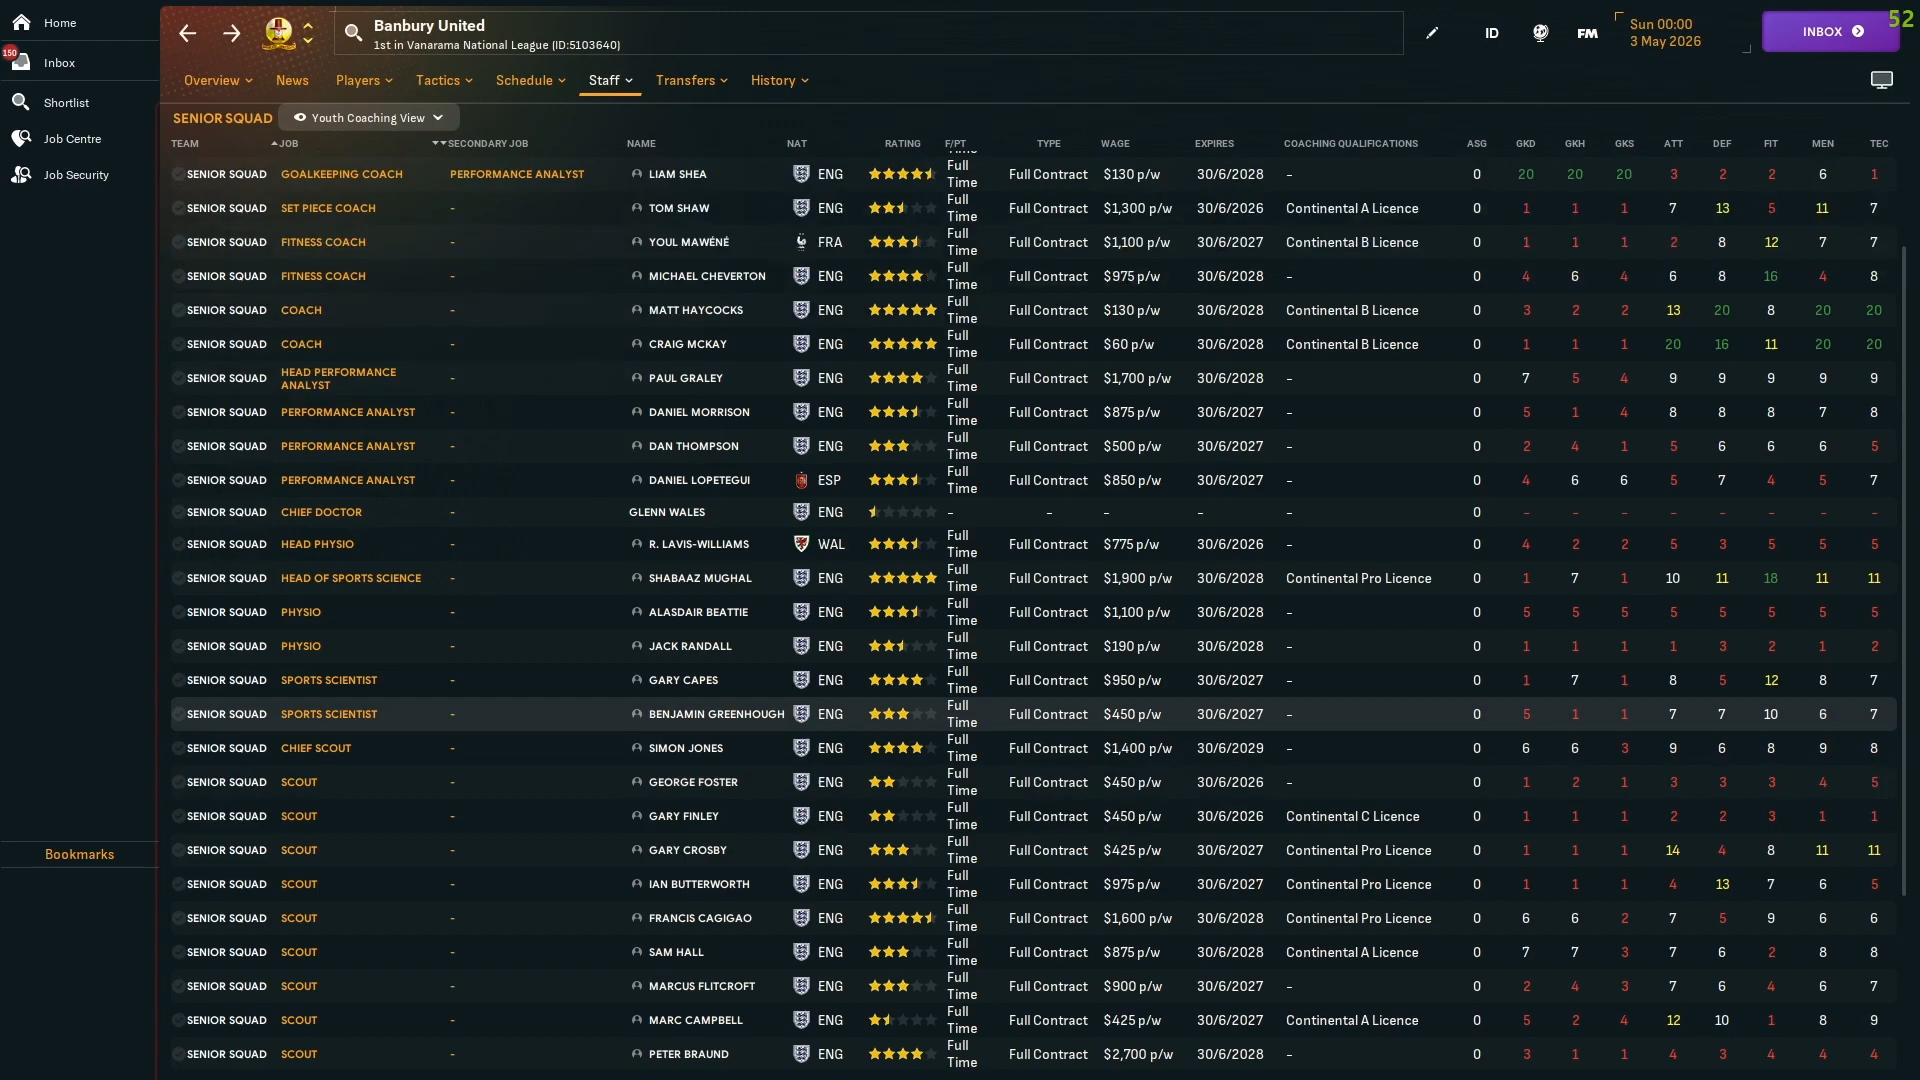 Home
Banbury United
1st in Vanarama National League (ID:5103640)
ID
FM
Sun 00:00
3 May 2026
INBOX
52
150
Inbox
Overview
News
Players
Tactics
Schedule
Staff
Transfers
History
Shortlist
Job Centre
Job Security
Bookmarks
SENIOR SQUAD Youth Coaching View
TEAM JOB SECONDARY JOB NAME NAT RATING F/PT TYPE WAGE EXPIRES COACHING QUALIFICATIONS ASG GKD GKH GKS ATT DEF FIT MEN TEC
SENIOR SQUAD GOALKEEPING COACH PERFORMANCE ANALYST LIAM SHEA ENG Full Time Full Contract $130 p/w 30/6/2028 - 0 20 20 20 3 2 2 6 1
SENIOR SQUAD SET PIECE COACH - TOM SHAW ENG Full Time Full Contract $1,300 p/w 30/6/2026 Continental A Licence 0 1 1 1 7 13 5 11 7
SENIOR SQUAD FITNESS COACH - YOUL MAWÉNÉ FRA Full Time Full Contract $1,100 p/w 30/6/2027 Continental B Licence 0 1 1 1 2 8 12 7 7
SENIOR SQUAD FITNESS COACH - MICHAEL CHEVERTON ENG Full Time Full Contract $975 p/w 30/6/2028 - 0 4 6 4 6 8 16 4 8
SENIOR SQUAD COACH - MATT HAYCOCKS ENG Full Time Full Contract $130 p/w 30/6/2028 Continental B Licence 0 3 2 2 13 20 8 20 20
SENIOR SQUAD COACH - CRAIG MCKAY ENG Full Time Full Contract $60 p/w 30/6/2028 Continental B Licence 0 1 1 1 20 16 11 20 20
SENIOR SQUAD HEAD PERFORMANCE ANALYST - PAUL GRALEY ENG Full Time Full Contract $1,700 p/w 30/6/2028 - 0 7 5 4 9 9 9 9 9
SENIOR SQUAD PERFORMANCE ANALYST - DANIEL MORRISON ENG Full Time Full Contract $875 p/w 30/6/2027 - 0 5 1 4 8 8 8 7 8
SENIOR SQUAD PERFORMANCE ANALYST - DAN THOMPSON ENG Full Time Full Contract $500 p/w 30/6/2027 - 0 2 4 1 5 6 6 6 5
SENIOR SQUAD PERFORMANCE ANALYST - DANIEL LOPETEGUI ESP Full Time Full Contract $850 p/w 30/6/2027 - 0 4 6 6 5 7 4 5 7
SENIOR SQUAD CHIEF DOCTOR - GLENN WALES ENG - - - - - 0 - - - - - - - -
SENIOR SQUAD HEAD PHYSIO - R. LAVIS-WILLIAMS WAL Full Time Full Contract $775 p/w 30/6/2026 - 0 4 2 2 5 3 5 5 5
SENIOR SQUAD HEAD OF SPORTS SCIENCE - SHABAAZ MUGHAL ENG Full Time Full Contract $1,900 p/w 30/6/2028 Continental Pro Licence 0 1 7 1 10 11 18 11 11
SENIOR SQUAD PHYSIO - ALASDAIR BEATTIE ENG Full Time Full Contract $1,100 p/w 30/6/2028 - 0 5 5 5 5 5 5 5 5
SENIOR SQUAD PHYSIO - JACK RANDALL ENG Full Time Full Contract $190 p/w 30/6/2028 - 0 1 1 1 1 3 2 1 2
SENIOR SQUAD SPORTS SCIENTIST - GARY CAPES ENG Full Time Full Contract $950 p/w 30/6/2027 - 0 1 7 1 8 5 12 8 7
SENIOR SQUAD SPORTS SCIENTIST - BENJAMIN GREENHOUGH ENG Full Time Full Contract $450 p/w 30/6/2027 - 0 5 1 1 7 7 10 6 7
SENIOR SQUAD CHIEF SCOUT - SIMON JONES ENG Full Time Full Contract $1,400 p/w 30/6/2029 - 0 6 6 3 9 6 8 9 8
SENIOR SQUAD SCOUT - GEORGE FOSTER ENG Full Time Full Contract $450 p/w 30/6/2026 - 0 1 2 1 3 3 3 4 5
SENIOR SQUAD SCOUT - GARY FINLEY ENG Full Time Full Contract $450 p/w 30/6/2026 Continental C Licence 0 1 1 1 2 2 3 1 1
SENIOR SQUAD SCOUT - GARY CROSBY ENG Full Time Full Contract $425 p/w 30/6/2027 Continental Pro Licence 0 1 1 1 14 4 8 11 11
SENIOR SQUAD SCOUT - IAN BUTTERWORTH ENG Full Time Full Contract $975 p/w 30/6/2027 Continental Pro Licence 0 1 1 1 4 13 7 6 5
SENIOR SQUAD SCOUT - FRANCIS CAGIGAO ENG Full Time Full Contract $1,600 p/w 30/6/2028 Continental Pro Licence 0 6 6 2 7 5 9 6 6
SENIOR SQUAD SCOUT - SAM HALL ENG Full Time Full Contract $875 p/w 30/6/2028 Continental A Licence 0 7 7 3 7 6 2 8 8
SENIOR SQUAD SCOUT - MARCUS FLITCROFT ENG Full Time Full Contract $900 p/w 30/6/2027 - 0 2 4 3 7 6 4 6 7
SENIOR SQUAD SCOUT - MARC CAMPBELL ENG Full Time Full Contract $425 p/w 30/6/2027 Continental A Licence 0 5 2 4 12 10 1 8 9
SENIOR SQUAD SCOUT - PETER BRAUND ENG Full Time Full Contract $2,700 p/w 30/6/2028 - 0 3 1 1 4 3 4 4 4